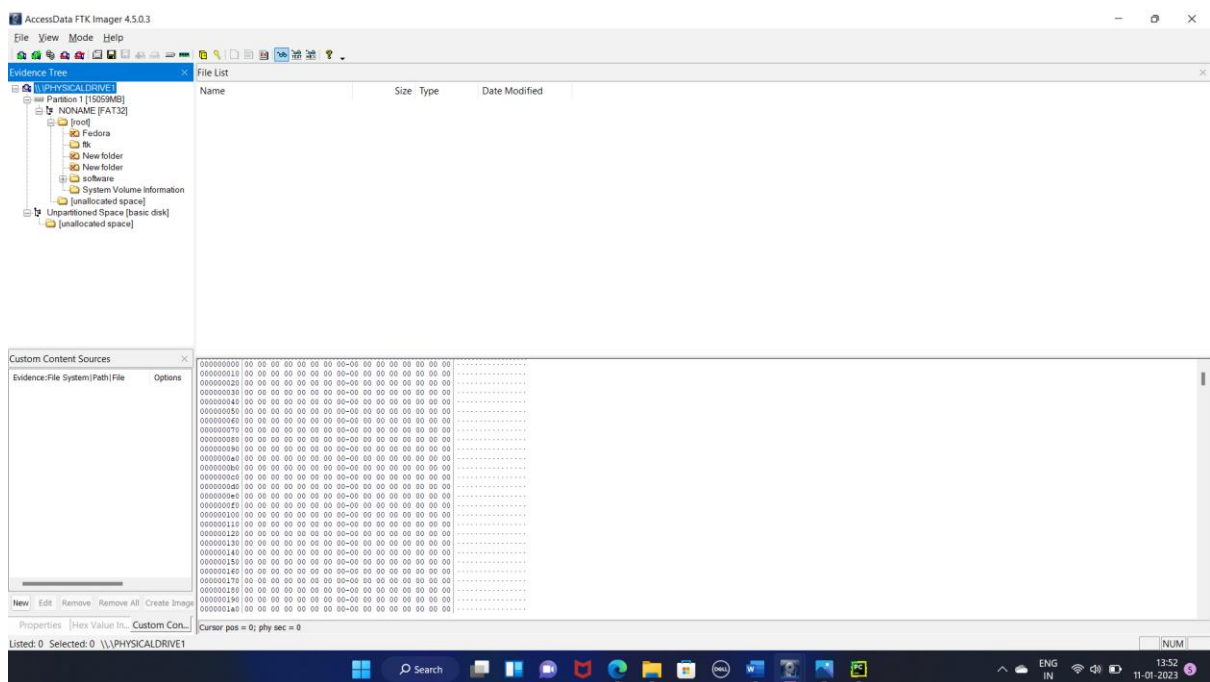 AccessData FTK Imager 4.5.0.3
File View Mode Help
Evidence Tree
File List
\\.\PHYSICALDRIVE1
Partition 1 [15059MB]
NONAME [FAT32]
[root]
Fedora
ftk
New folder
New folder
software
System Volume Information
[unallocated space]
Unpartitioned Space [basic disk]
[unallocated space]
Name Size Type Date Modified
Custom Content Sources
Evidence:File System|Path|File Options
New Edit Remove Remove All Create Image
Properties Hex Value In... Custom Con...
000000000 00 00 00 00 00 00 00 00-00 00 00 00 00 00 00 00 ................
000000010 00 00 00 00 00 00 00 00-00 00 00 00 00 00 00 00 ................
000000020 00 00 00 00 00 00 00 00-00 00 00 00 00 00 00 00 ................
000000030 00 00 00 00 00 00 00 00-00 00 00 00 00 00 00 00 ................
000000040 00 00 00 00 00 00 00 00-00 00 00 00 00 00 00 00 ................
000000050 00 00 00 00 00 00 00 00-00 00 00 00 00 00 00 00 ................
000000060 00 00 00 00 00 00 00 00-00 00 00 00 00 00 00 00 ................
000000070 00 00 00 00 00 00 00 00-00 00 00 00 00 00 00 00 ................
000000080 00 00 00 00 00 00 00 00-00 00 00 00 00 00 00 00 ................
000000090 00 00 00 00 00 00 00 00-00 00 00 00 00 00 00 00 ................
0000000a0 00 00 00 00 00 00 00 00-00 00 00 00 00 00 00 00 ................
0000000b0 00 00 00 00 00 00 00 00-00 00 00 00 00 00 00 00 ................
0000000c0 00 00 00 00 00 00 00 00-00 00 00 00 00 00 00 00 ................
0000000d0 00 00 00 00 00 00 00 00-00 00 00 00 00 00 00 00 ................
0000000e0 00 00 00 00 00 00 00 00-00 00 00 00 00 00 00 00 ................
0000000f0 00 00 00 00 00 00 00 00-00 00 00 00 00 00 00 00 ................
000000100 00 00 00 00 00 00 00 00-00 00 00 00 00 00 00 00 ................
000000110 00 00 00 00 00 00 00 00-00 00 00 00 00 00 00 00 ................
000000120 00 00 00 00 00 00 00 00-00 00 00 00 00 00 00 00 ................
000000130 00 00 00 00 00 00 00 00-00 00 00 00 00 00 00 00 ................
000000140 00 00 00 00 00 00 00 00-00 00 00 00 00 00 00 00 ................
000000150 00 00 00 00 00 00 00 00-00 00 00 00 00 00 00 00 ................
000000160 00 00 00 00 00 00 00 00-00 00 00 00 00 00 00 00 ................
000000170 00 00 00 00 00 00 00 00-00 00 00 00 00 00 00 00 ................
000000180 00 00 00 00 00 00 00 00-00 00 00 00 00 00 00 00 ................
000000190 00 00 00 00 00 00 00 00-00 00 00 00 00 00 00 00 ................
0000001a0 00 00 00 00 00 00 00 00-00 00 00 00 00 00 00 00 ................
Cursor pos = 0; phy sec = 0
Listed: 0 Selected: 0 \\.\PHYSICALDRIVE1
NUM
Search
DELL
W
PC
ENG
IN
13:52
11-01-2023
5